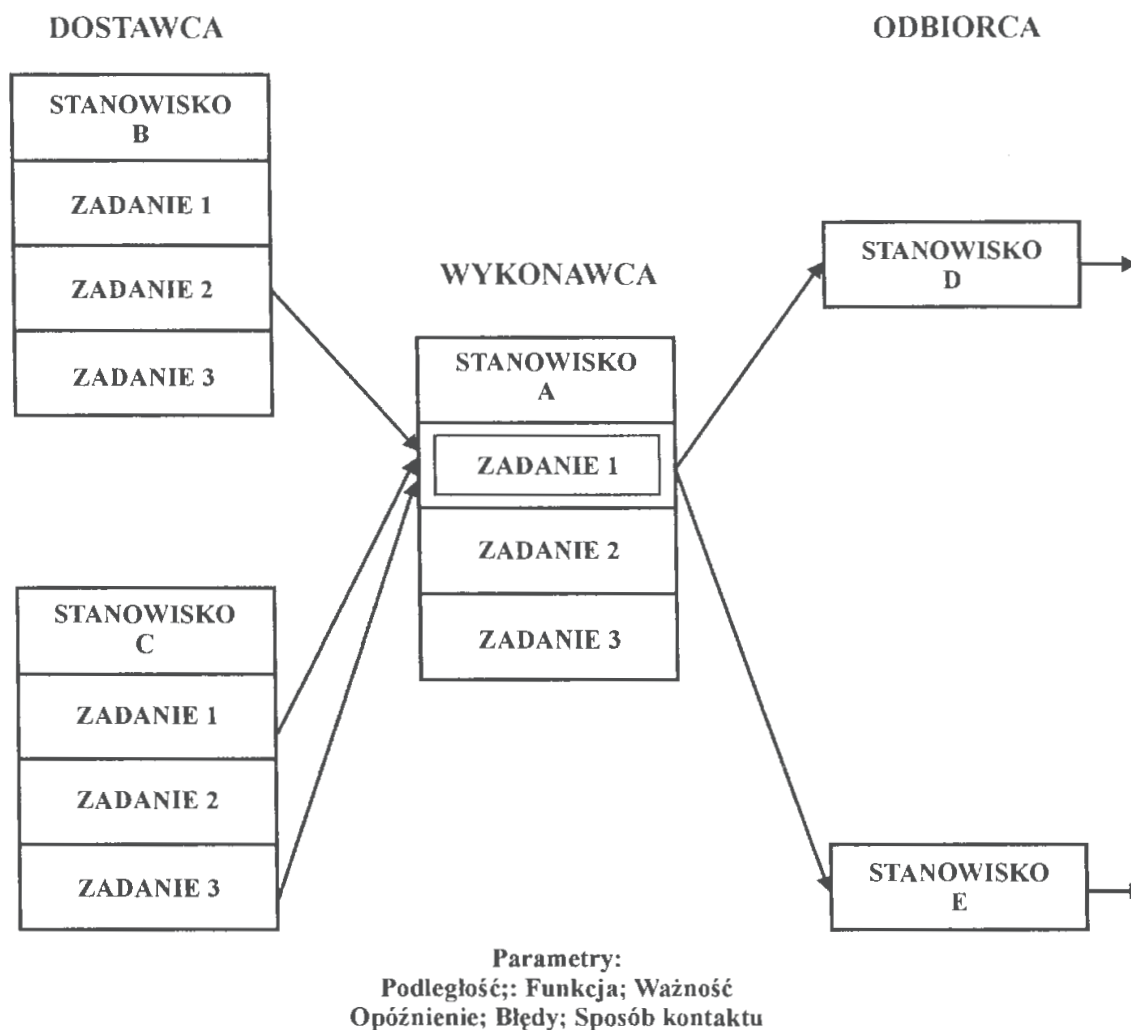 DOSTAWCA
STANOWISKO
B
ZADANIE 1
ZADANIE 2
ZADANIE 3
STANOWISKO
C
ZADANIE 1
ZADANIE 2
ZADANIE 3
WYKONAWCA
STANOWISKO
A
ZADANIE 1
ZADANIE 2
ZADANIE 3
ODBIORCA
STANOWISKO
D
STANOWISKO
E
Parametry:
Podległość;: Funkcja; Ważność
Opóźnienie; Błędy; Sposób kontaktu